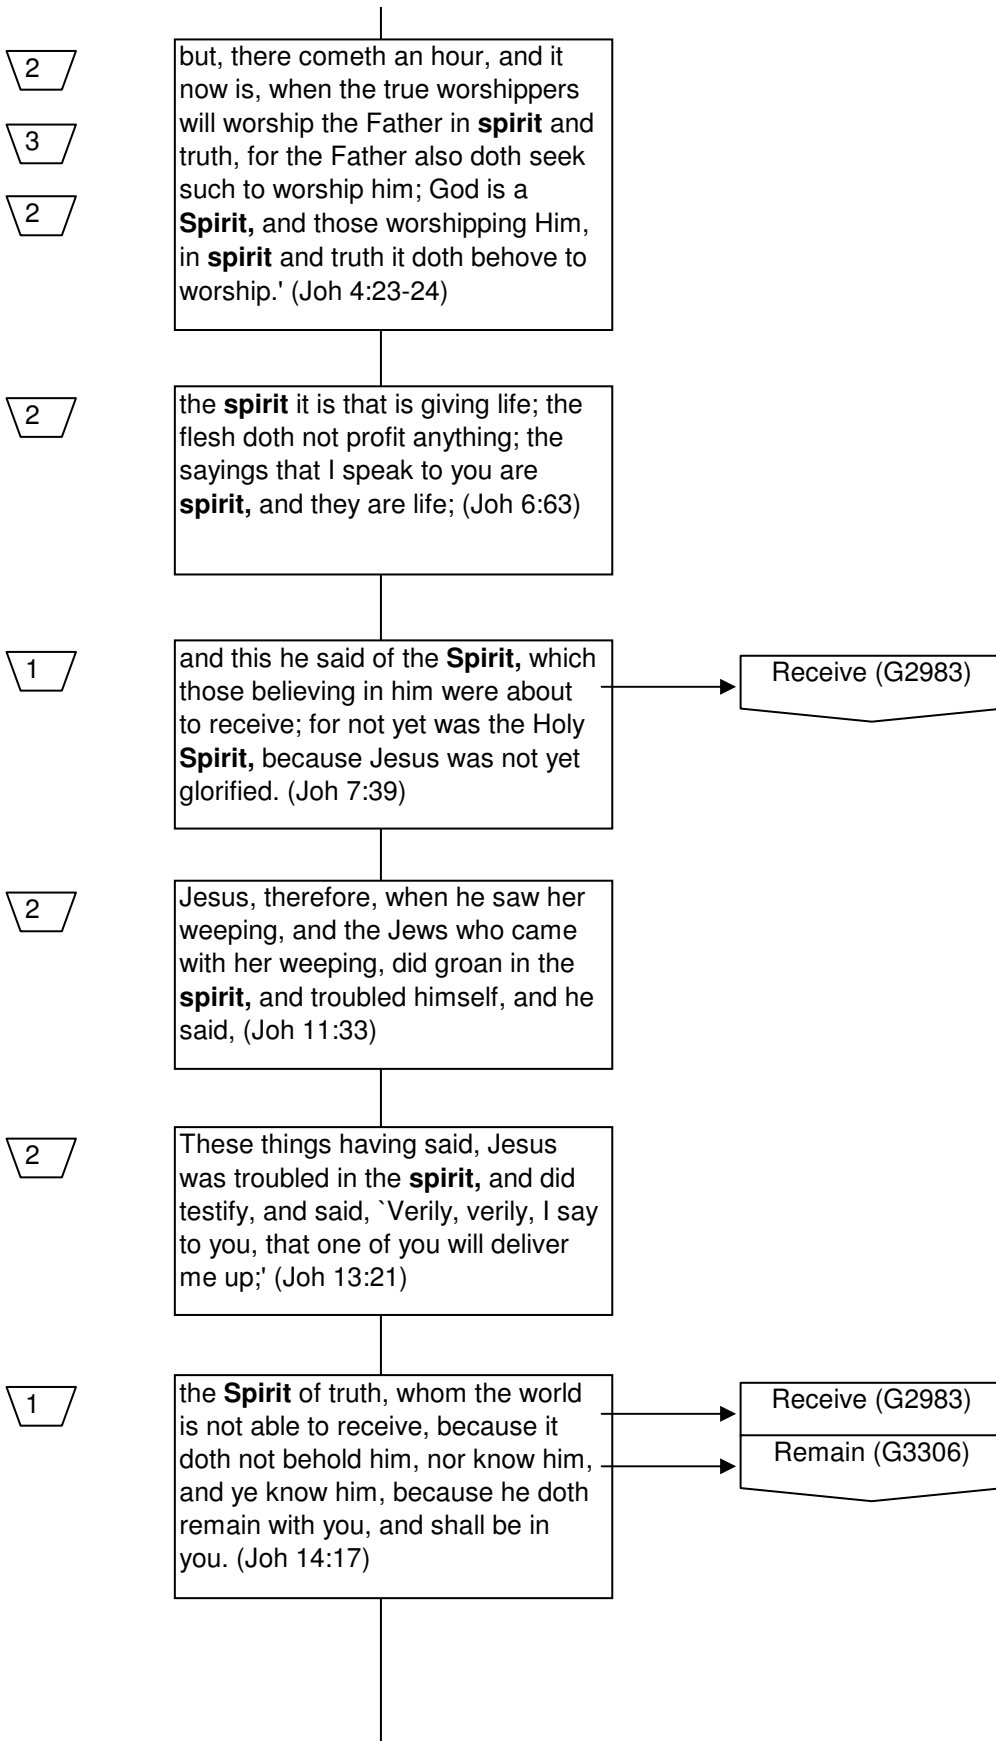 2
3
2
but, there cometh an hour, and it
now is, when the true worshippers
will worship the Father in spirit and
truth, for the Father also doth seek
such to worship him; God is a
Spirit, and those worshipping Him,
in spirit and truth it doth behove to
worship.' (Joh 4:23-24)
2
the spirit it is that is giving life; the
flesh doth not profit anything; the
sayings that I speak to you are
spirit, and they are life; (Joh 6:63)
1
and this he said of the Spirit, which
those believing in him were about
to receive; for not yet was the Holy
Spirit, because Jesus was not yet
glorified. (Joh 7:39)
Receive (G2983)
2
Jesus, therefore, when he saw her
weeping, and the Jews who came
with her weeping, did groan in the
spirit, and troubled himself, and he
said, (Joh 11:33)
2
These things having said, Jesus
was troubled in the spirit, and did
testify, and said, `Verily, verily, I say
to you, that one of you will deliver
me up;' (Joh 13:21)
1
the Spirit of truth, whom the world
is not able to receive, because it
doth not behold him, nor know him,
and ye know him, because he doth
remain with you, and shall be in
you. (Joh 14:17)
Receive (G2983)
Remain (G3306)